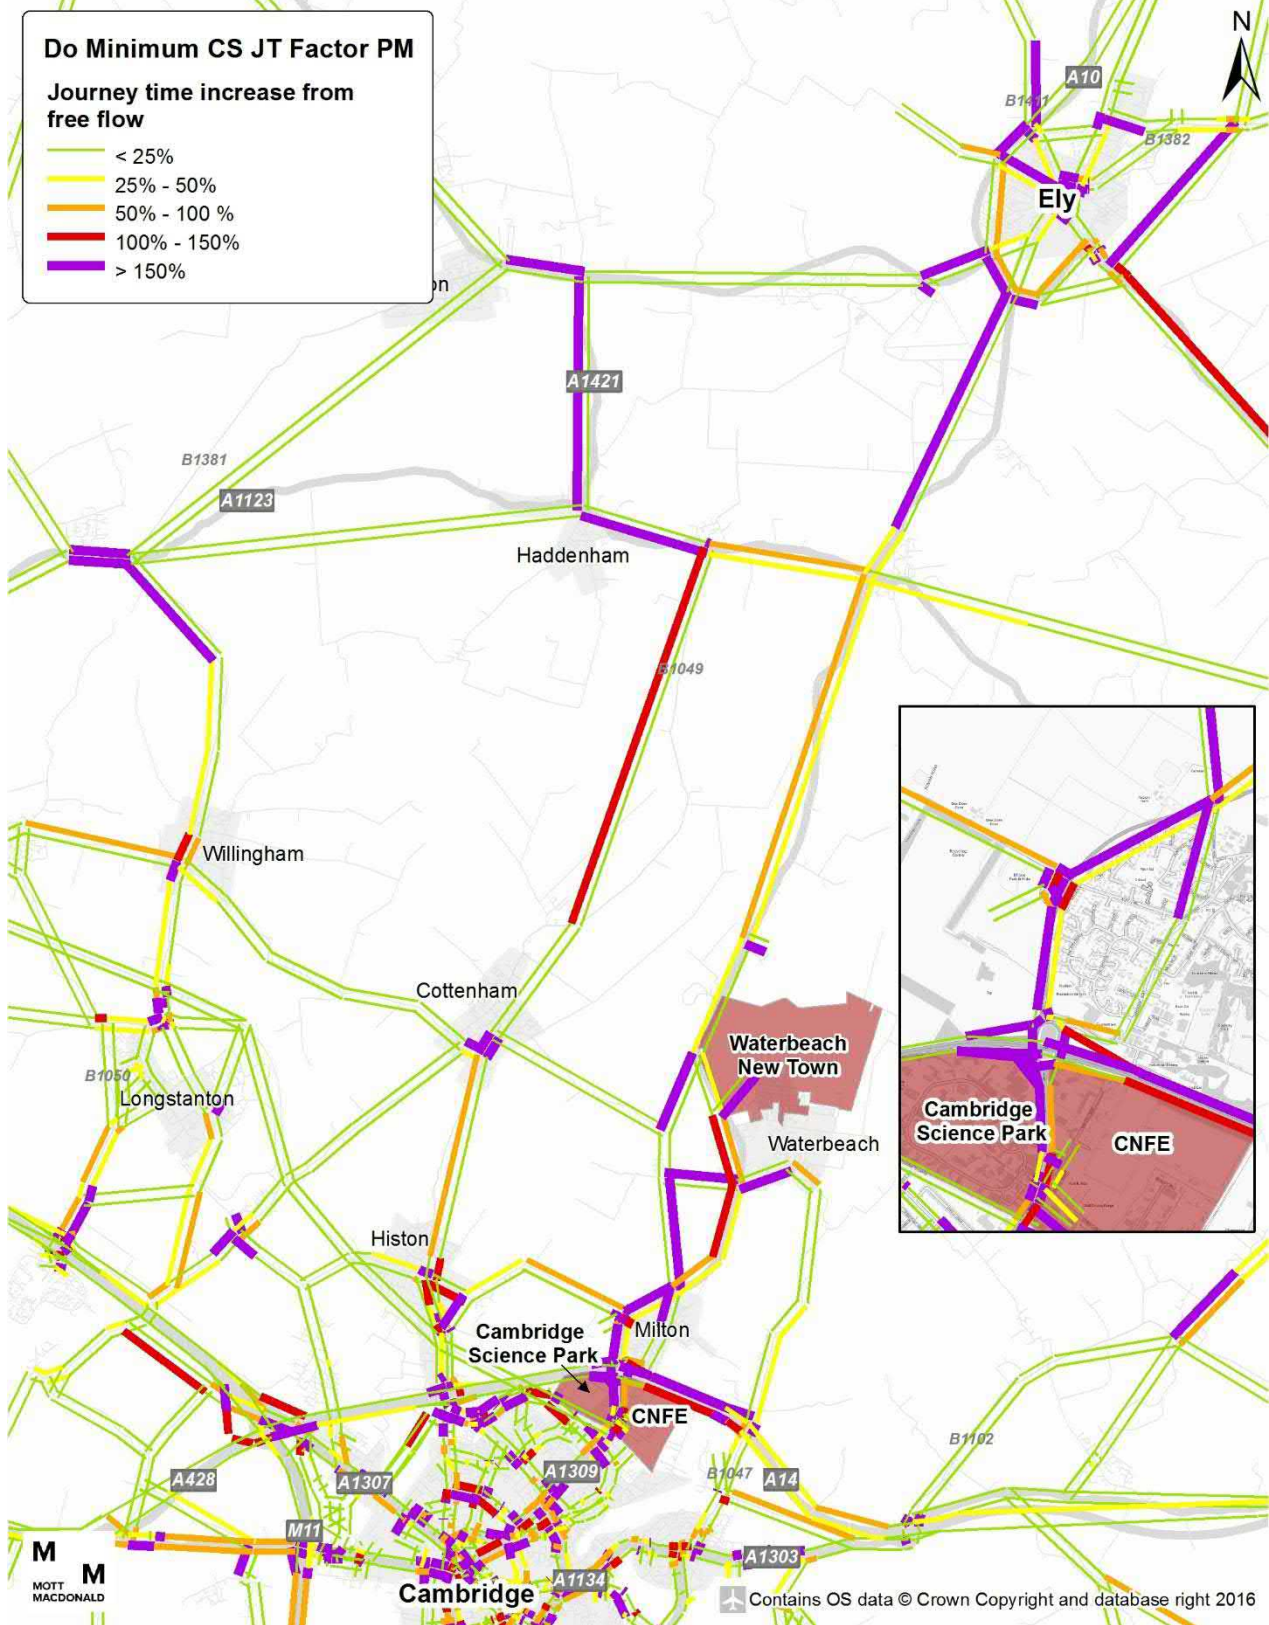 Do Minimum CS JT Factor PM
Journey time increase from
free flow
< 25%
25% - 50%
50% - 100 %
100% - 150%
> 150%
N
A10
B1411
B1382
Ely
on
A1421
B1381
A1123
Haddenham
B1049
Willingham
Cottenham
Waterbeach
New Town
B1050
Longstanton
Waterbeach
Cambridge
Science Park
CNFE
Histon
Milton
Cambridge
Science Park
CNFE
B1102
A428
A1307
A1309
B1047
A14
M11
A1303
A1134
Cambridge
M
M
MOTT
MACDONALD
Contains OS data © Crown Copyright and database right 2016